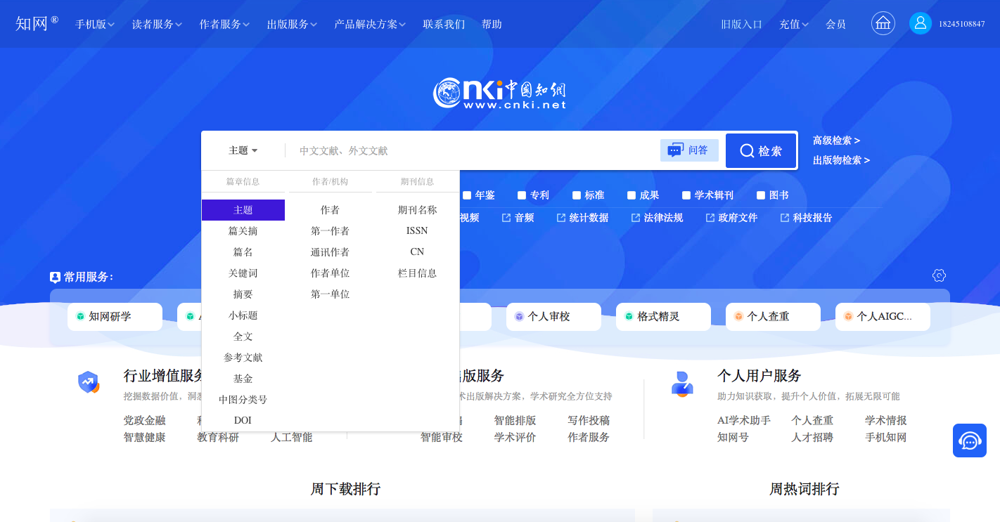 知网® 手机版 读者服务 作者服务 出版服务 产品解决方案 联系我们 帮助 旧版入口 充值 会员 18245108847
cnki 中国知網
www.cnki.net
主题 中文文献、外文文献 问答 检索
高级检索 >
出版物检索 >
篇章信息 作者/机构 期刊信息
年鉴 专利 标准 成果 学术辑刊 图书
主题 作者 期刊名称
视频 音频 统计数据 法律法规 政府文件 科技报告
篇关摘 第一作者 ISSN
篇名 通讯作者 CN
关键词 作者单位 栏目信息
摘要 第一单位
小标题
全文
参考文献
基金
中图分类号
DOI
常用服务：
知网研学 个人审校 格式精灵 个人查重 个人AIGC...
行业增值服务
挖掘数据价值，洞
党政金融
智慧健康 教育科研 人工智能
版服务
术出版解决方案，学术研究全方位支持
智能排版 写作投稿
智能审校 学术评价 作者服务
个人用户服务
助力知识获取，提升个人价值，拓展无限可能
AI学术助手 个人查重 学术情报
知网号 人才招聘 手机知网
周下载排行 周热词排行